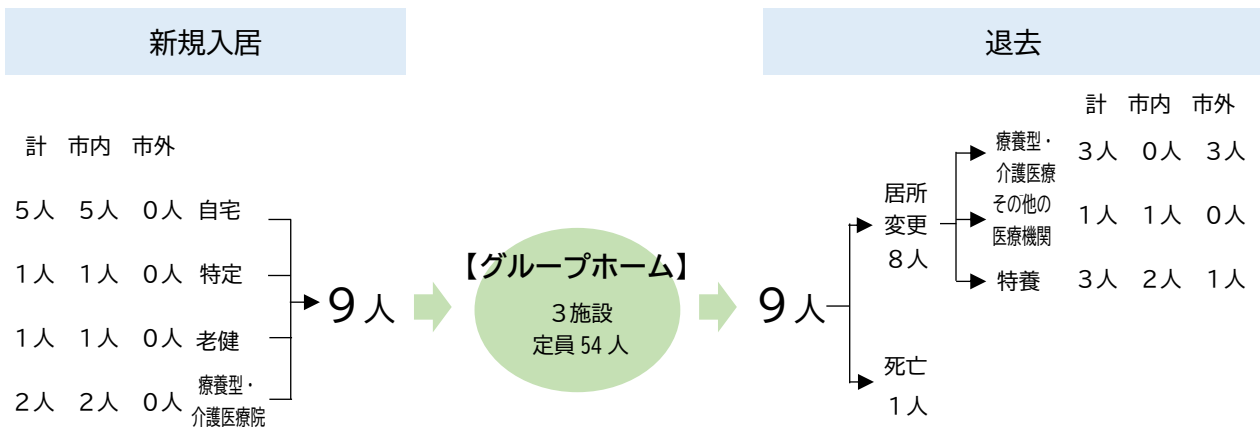 新規入居
計 市内 市外
5人 5人 0人 自宅
1人 1人 0人 特定
1人 1人 0人 老健
2人 2人 0人 療養型・
介護医療院
9人
【グループホーム】
3施設
定員54人
退去
9人
居所
変更
8人
死亡
1人
計 市内 市外
療養型・
介護医療
3人 0人 3人
その他の
医療機関
1人 1人 0人
特養 3人 2人 1人